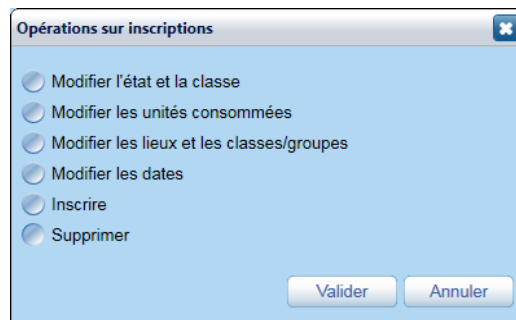 Opérations sur inscriptions
Modifier l'état et la classe
Modifier les unités consommées
Modifier les lieux et les classes/groupes
Modifier les dates
Inscrire
Supprimer
Valider
Annuler